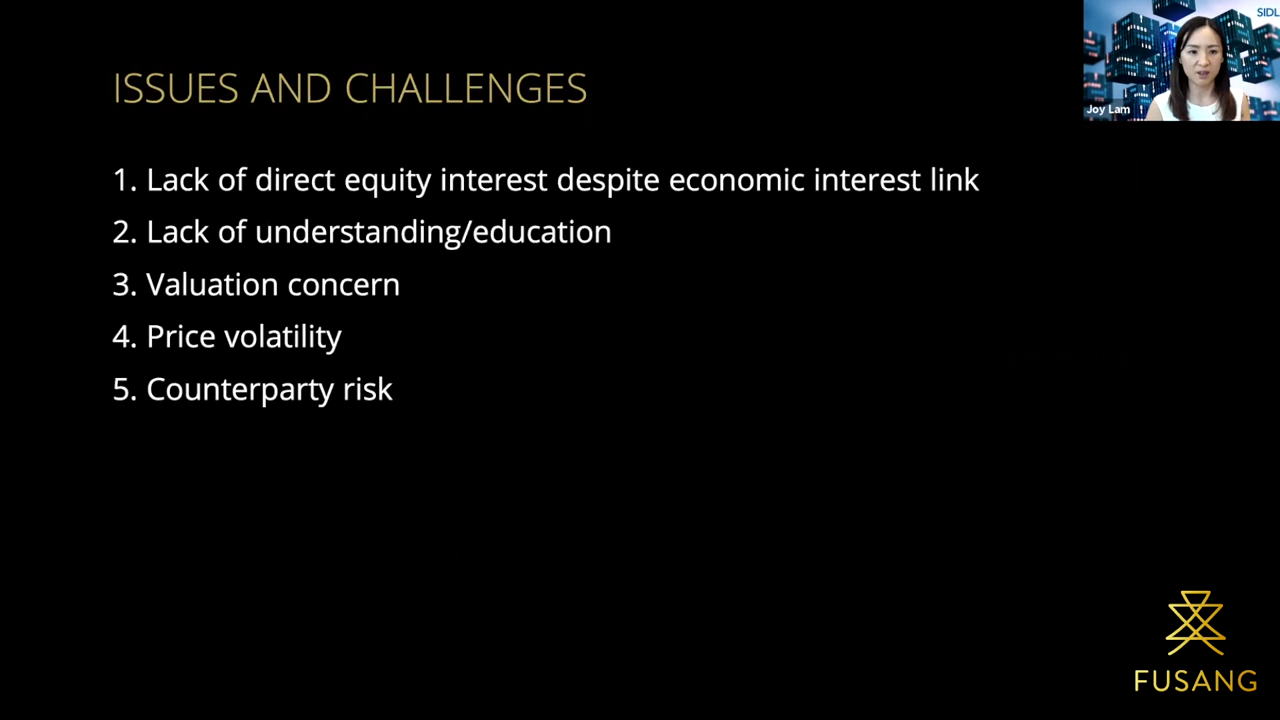 SIDL
ISSUES AND CHALLENGES
Joy Lam
1. Lack of direct equity interest despite economic interest link
2. Lack of understanding/education
3. Valuation concern
4. Price volatility
5. Counterparty risk
FUSANG